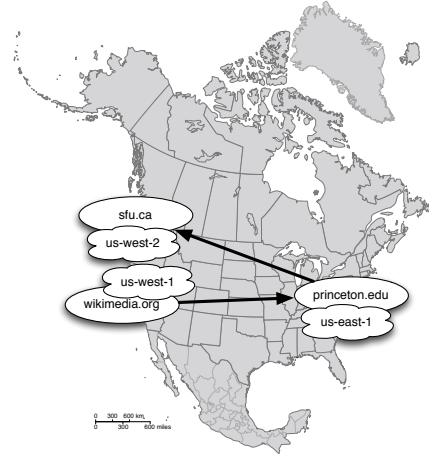 sfu.ca
us-west-2
us-west-1
wikimedia.org
princeton.edu
us-east-1
0 300 600 km
0 300 600 miles